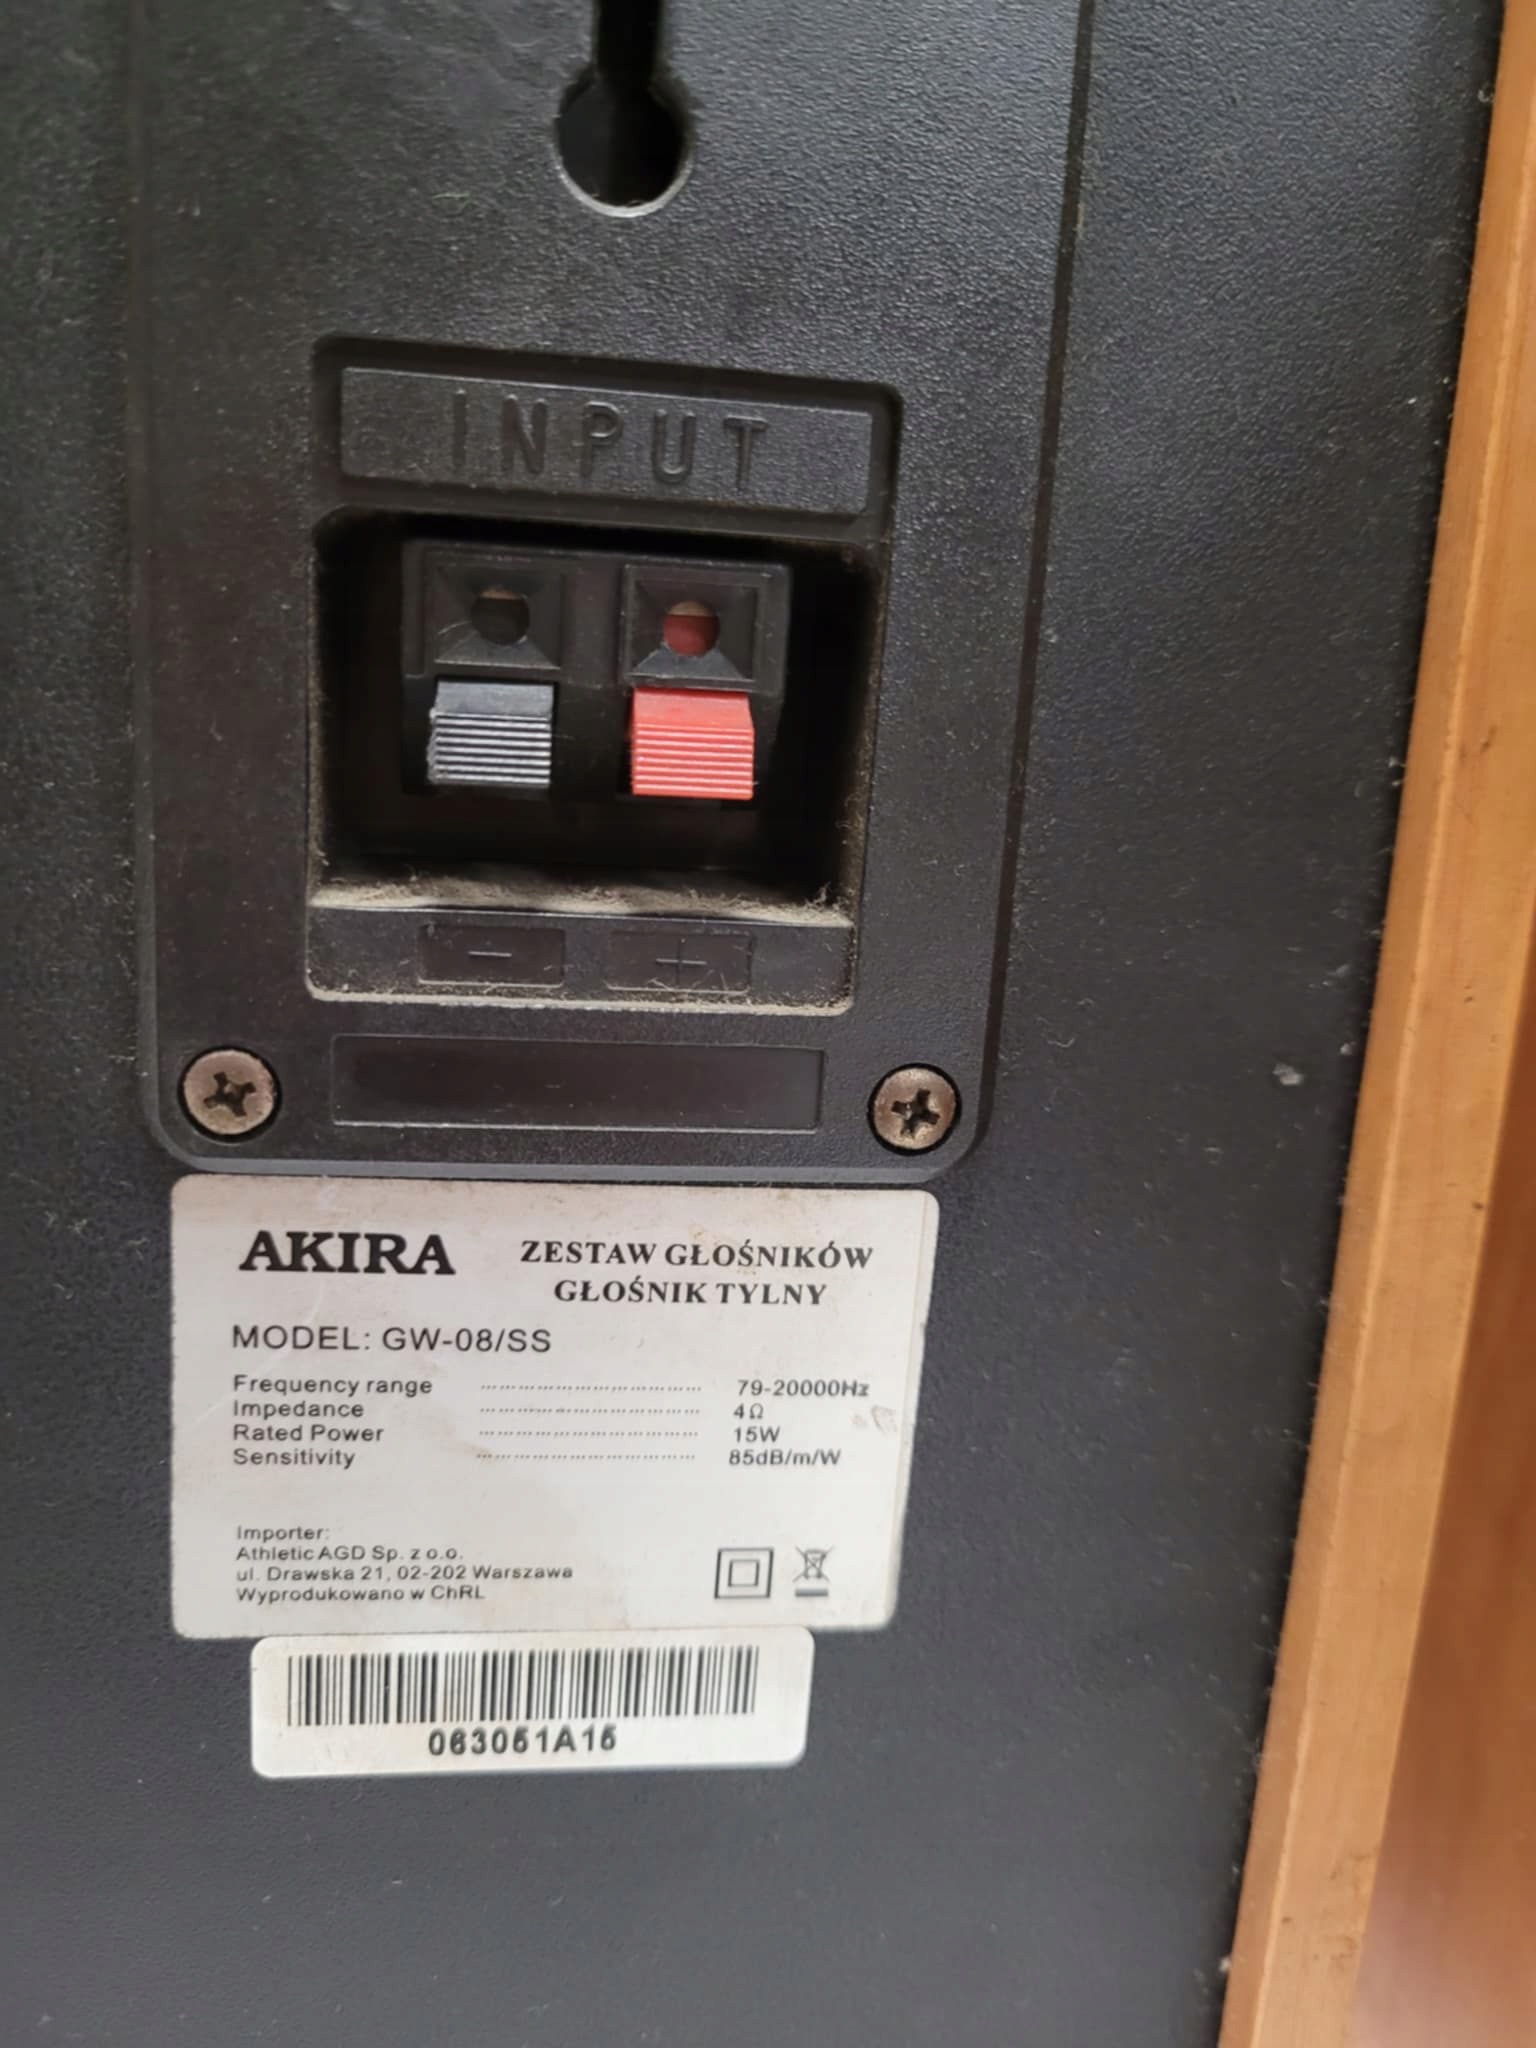 INPUT
- +
AKIRA
ZESTAW GŁOŚNIKÓW
GŁOŚNIK TYLNY
MODEL: GW-08/SS
Frequency range ........................... 79-20000Hz
Impedance ........................... 4Ω
Rated Power ........................... 15W
Sensitivity ........................... 85dB/m/W
Importer:
Athletic AGD Sp. z o.o.
ul. Drawska 21, 02-202 Warszawa
Wyprodukowano w ChRL
063051A15